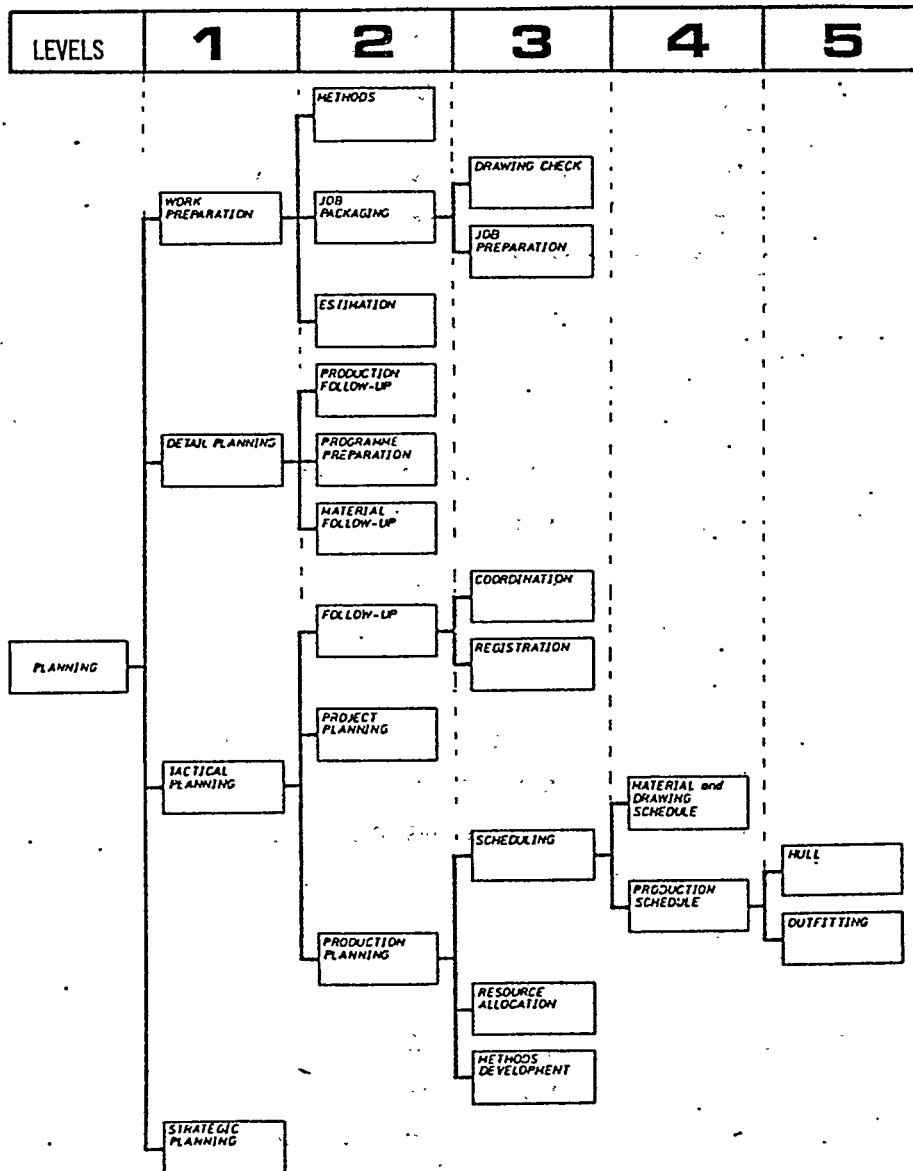 LEVELS 1 2 3 4 5
METHODS
DRAWING CHECK
WORK
PREPARATION
JOB
PACKAGING
JOB
PREPARATION
ESTIMATION
PRODUCTION
FOLLOW-UP
DETAIL PLANNING
PROGRAMME
PREPARATION
MATERIAL
FOLLOW-UP
COORDINATION
FOLLOW-UP
REGISTRATION
PLANNING
PROJECT
PLANNING
TACTICAL
PLANNING
MATERIAL and
DRAWING
SCHEDULE
SCHEDULING
HULL
PRODUCTION
SCHEDULE
OUTFITTING
PRODUCTION
PLANNING
RESOURCE
ALLOCATION
METHODS
DEVELOPMENT
STRATEGIC
PLANNING